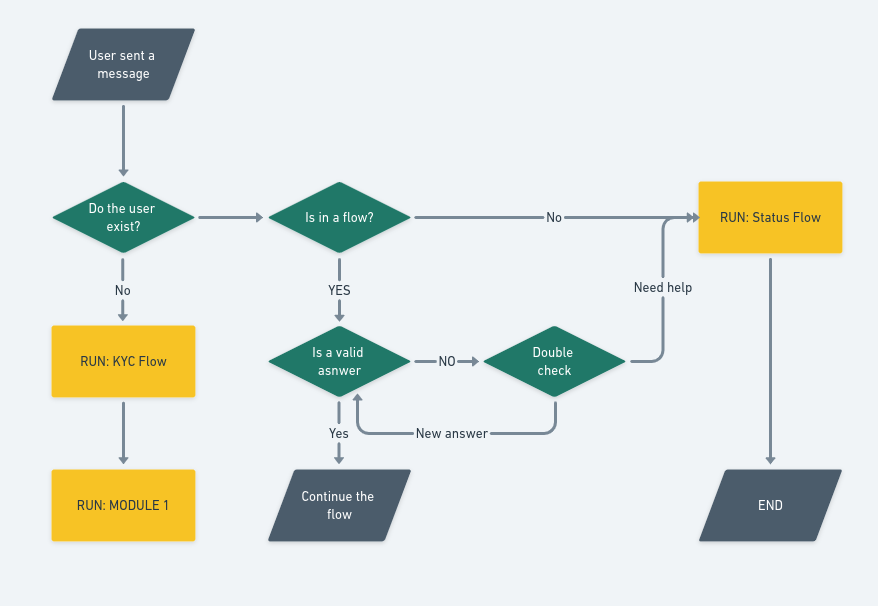 User sent a
message
Do the user
exist?
Is in a flow?
No
RUN: Status Flow
No
YES
Need help
RUN: KYC Flow
Is a valid
asnwer
NO
Double
check
Yes
New answer
RUN: MODULE 1
Continue the
flow
END